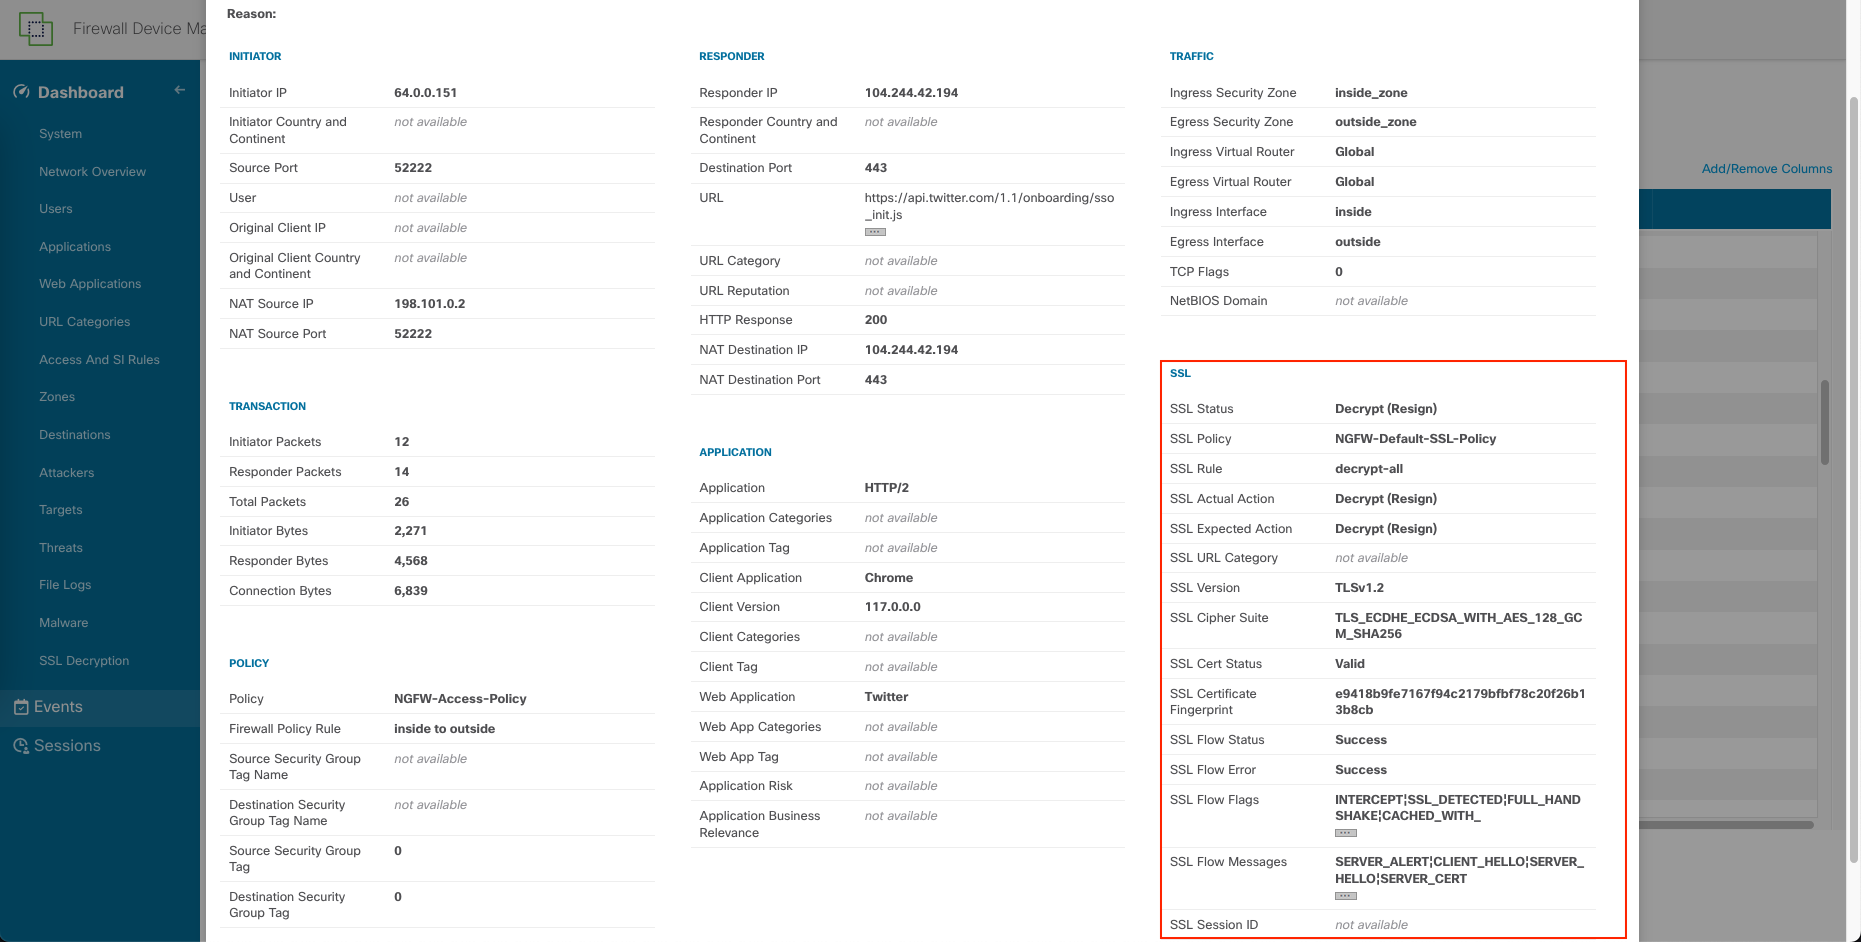 Firewall Device Ma
Dashboard
System
Network Overview
Users
Applications
Web Applications
URL Categories
Access And SI Rules
Zones
Destinations
Attackers
Targets
Threats
File Logs
Malware
SSL Decryption
Events
Sessions
Reason:
INITIATOR
Initiator IP 64.0.0.151
Initiator Country and not available
Continent
Source Port 52222
User not available
Original Client IP not available
Original Client Country not available
and Continent
NAT Source IP 198.101.0.2
NAT Source Port 52222
TRANSACTION
Initiator Packets 12
Responder Packets 14
Total Packets 26
Initiator Bytes 2,271
Responder Bytes 4,568
Connection Bytes 6,839
POLICY
Policy NGFW-Access-Policy
Firewall Policy Rule inside to outside
Source Security Group not available
Tag Name
Destination Security not available
Group Tag Name
Source Security Group 0
Tag
Destination Security 0
Group Tag
RESPONDER
Responder IP 104.244.42.194
Responder Country and not available
Continent
Destination Port 443
URL https://api.twitter.com/1.1/onboarding/sso
_init.js
URL Category not available
URL Reputation not available
HTTP Response 200
NAT Destination IP 104.244.42.194
NAT Destination Port 443
APPLICATION
Application HTTP/2
Application Categories not available
Application Tag not available
Client Application Chrome
Client Version 117.0.0.0
Client Categories not available
Client Tag not available
Web Application Twitter
Web App Categories not available
Web App Tag not available
Application Risk not available
Application Business not available
Relevance
TRAFFIC
Ingress Security Zone inside_zone
Egress Security Zone outside_zone
Ingress Virtual Router Global
Egress Virtual Router Global
Ingress Interface inside
Egress Interface outside
TCP Flags 0
NetBIOS Domain not available
SSL
SSL Status Decrypt (Resign)
SSL Policy NGFW-Default-SSL-Policy
SSL Rule decrypt-all
SSL Actual Action Decrypt (Resign)
SSL Expected Action Decrypt (Resign)
SSL URL Category not available
SSL Version TLSv1.2
SSL Cipher Suite TLS_ECDHE_ECDSA_WITH_AES_128_GC
M_SHA256
SSL Cert Status Valid
SSL Certificate e9418b9fe7167f94c2179bfbf78c20f26b1
Fingerprint 3b8cb
SSL Flow Status Success
SSL Flow Error Success
SSL Flow Flags INTERCEPT¦SSL_DETECTED¦FULL_HAND
SHAKE¦CACHED_WITH_
SSL Flow Messages SERVER_ALERT¦CLIENT_HELLO¦SERVER_
HELLO¦SERVER_CERT
SSL Session ID not available
Add/Remove Columns